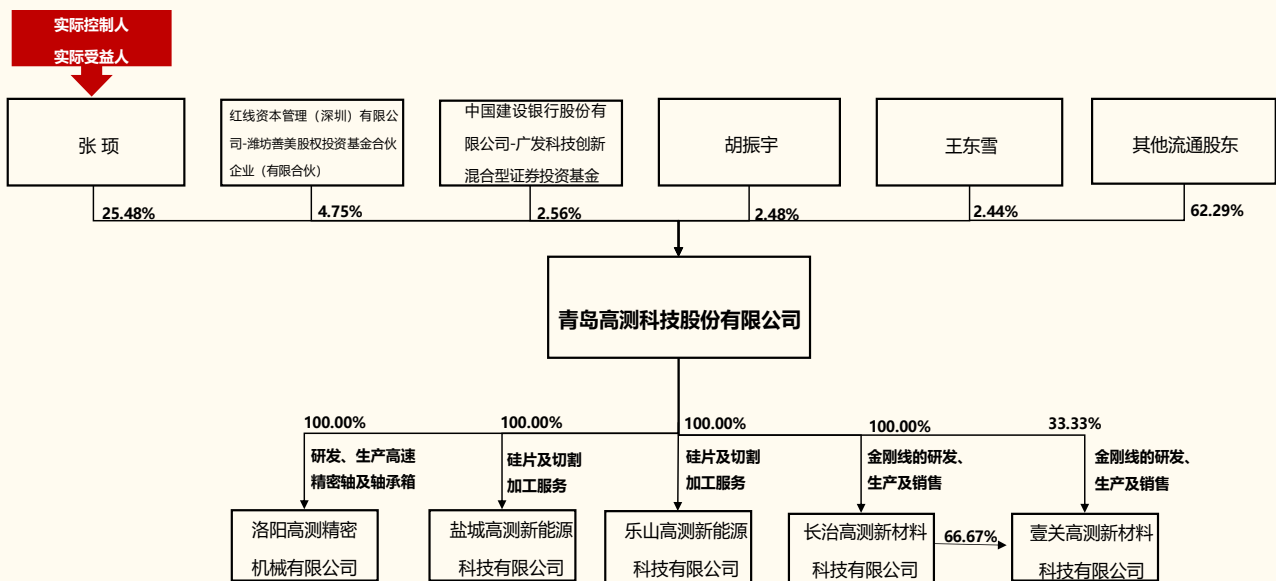 实际控制人
实际受益人
张 顼
红线资本管理（深圳）有限公
司-潍坊善美股权投资基金合伙
企业（有限合伙）
中国建设银行股份有
限公司-广发科技创新
混合型证券投资基金
胡振宇
王东雪
其他流通股东
25.48%
4.75%
2.56%
2.48%
2.44%
62.29%
青岛高测科技股份有限公司
100.00%
100.00%
100.00%
100.00%
33.33%
研发、生产高速
精密轴及轴承箱
硅片及切割
加工服务
硅片及切割
加工服务
金刚线的研发、
生产及销售
金刚线的研发、
生产及销售
洛阳高测精密
机械有限公司
盐城高测新能源
科技有限公司
乐山高测新能源
科技有限公司
长治高测新材料
科技有限公司
66.67%
壹关高测新材料
科技有限公司